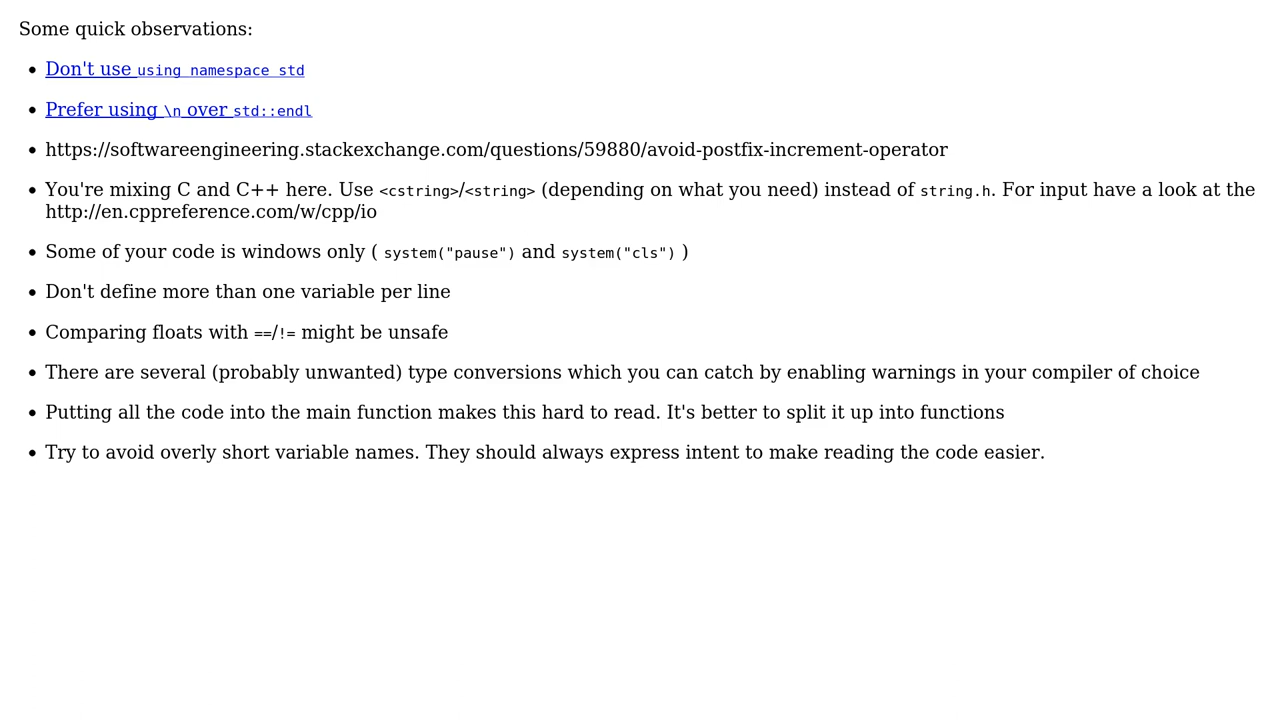 Some quick observations:
Don't use using namespace std
Prefer using \n over std::endl
https://softwareengineering.stackexchange.com/questions/59880/avoid-postfix-increment-operator
You're mixing C and C++ here. Use <cstring>/<string> (depending on what you need) instead of string.h. For input have a look at the
http://en.cppreference.com/w/cpp/io
Some of your code is windows only ( system("pause") and system("cls") )
Don't define more than one variable per line
Comparing floats with ==/!= might be unsafe
There are several (probably unwanted) type conversions which you can catch by enabling warnings in your compiler of choice
Putting all the code into the main function makes this hard to read. It's better to split it up into functions
Try to avoid overly short variable names. They should always express intent to make reading the code easier.